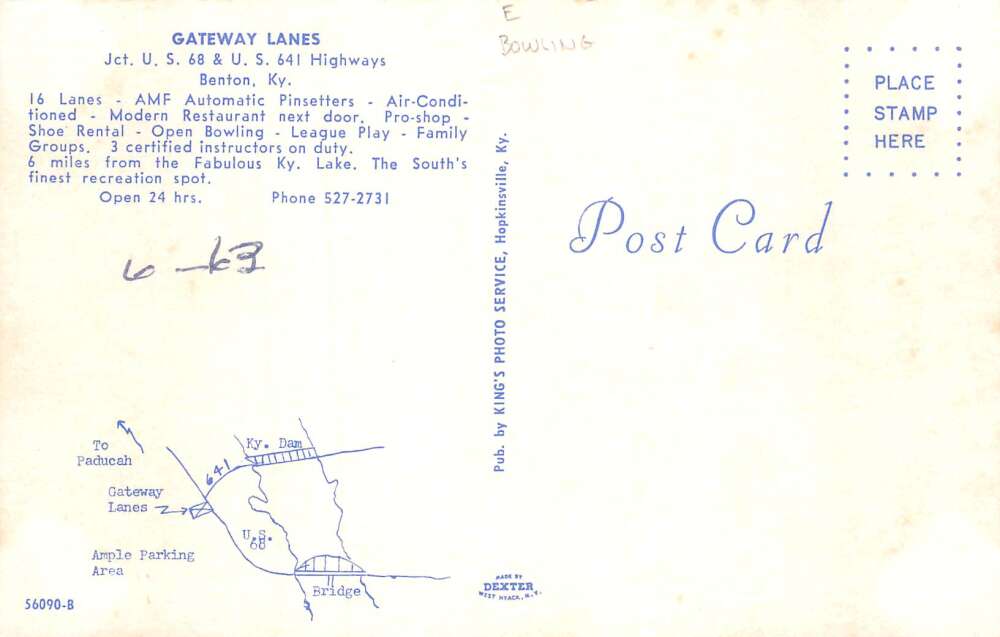 GATEWAY LANES
Jct. U. S. 68 & U. S. 641 Highways
Benton, Ky.
16 Lanes - AMF Automatic Pinsetters - Air-Condi-
tioned - Modern Restaurant next door. Pro-shop -
Shoe Rental - Open Bowling - League Play - Family
Groups. 3 certified instructors on duty.
6 miles from the Fabulous Ky. Lake. The South's
finest recreation spot.
Open 24 hrs. Phone 527-2731
6-63
E
BOWLING
PLACE
STAMP
HERE
Post Card
Pub. by KING'S PHOTO SERVICE, Hopkinsville, Ky.
To
Paducah
641
Ky. Dam
Gateway
Lanes
U.S.
68
Ample Parking
Area
Bridge
56090-B
MADE BY
DEXTER
WEST NYACK, N.Y.